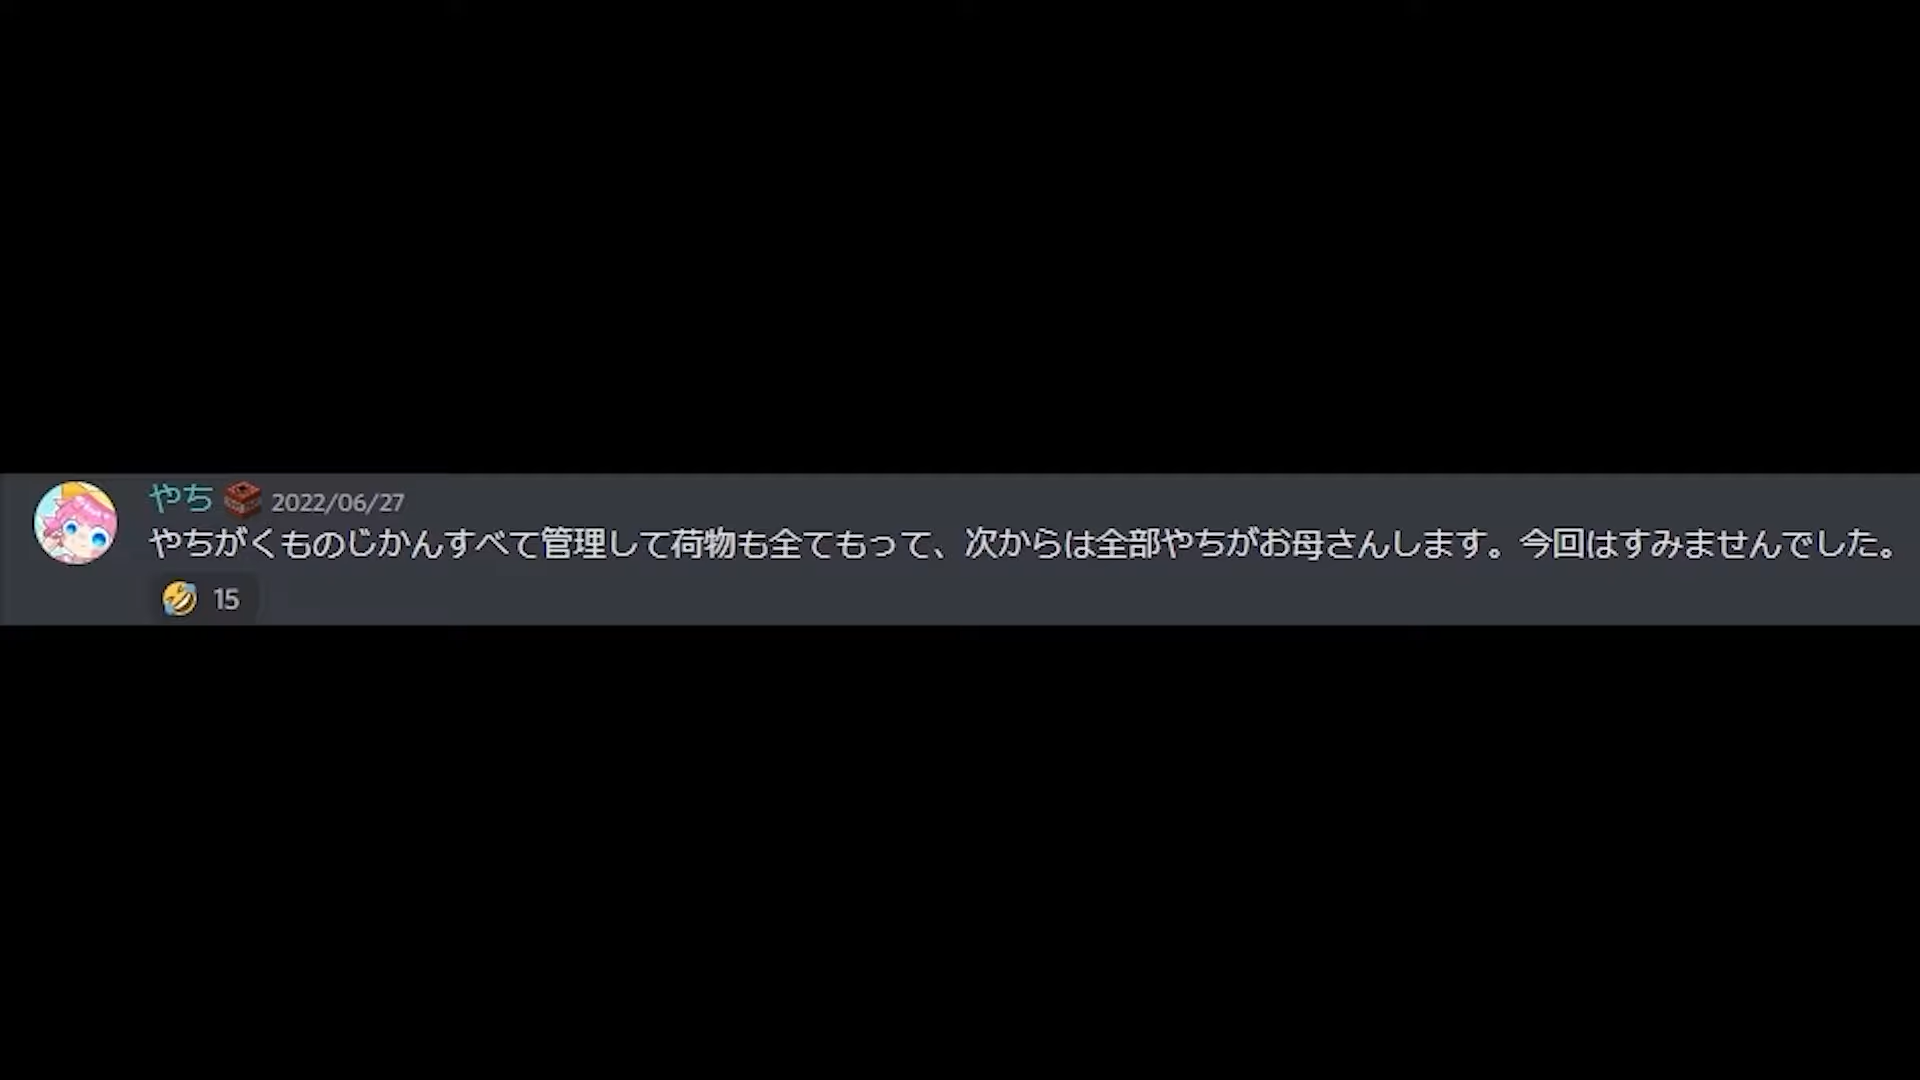 やち 2022/06/27
やちがくものじかんすべて管理して荷物も全てもって、次からは全部やちがお母さんします。今回はすみませんでした。
15